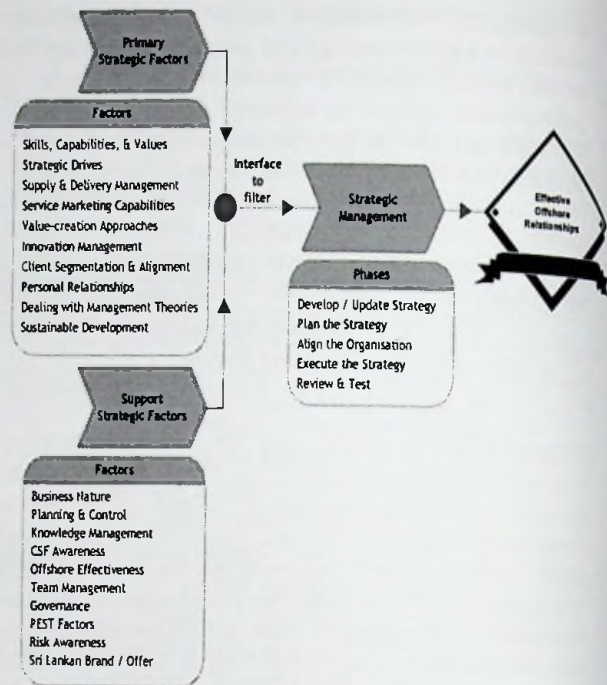 Primary
Strategic Factors
Factors
Skills, Capabilities, & Values
Strategic Drives
Supply & Delivery Management
Service Marketing Capabilities
Value-creation Approaches
Innovation Management
Client Segmentation & Alignment
Personal Relationships
Dealing with Management Theories
Sustainable Development
Interface
to
filter
Strategic
Management
Phases
Develop / Update Strategy
Plan the Strategy
Align the Organisation
Execute the Strategy
Review & Test
Effective
Offshore
Relationships
Support
Strategic Factors
Factors
Business Nature
Planning & Control
Knowledge Management
CSF Awareness
Offshore Effectiveness
Team Management
Governance
PEST Factors
Risk Awareness
Sri Lankan Brand / Offer